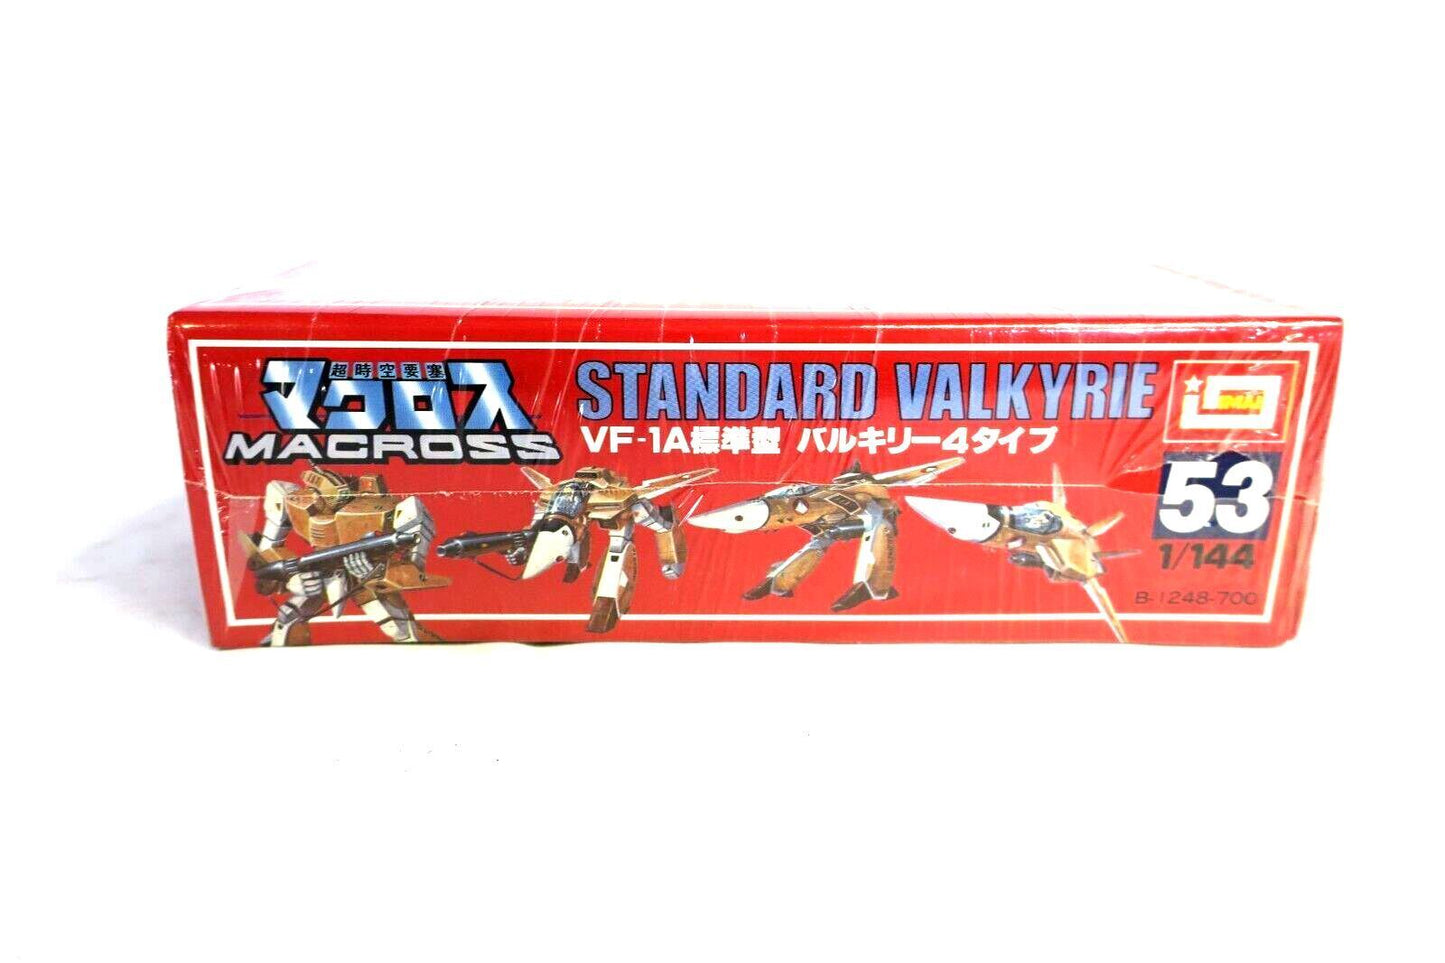 超時空要塞
マクロス
MACROSS
STANDARD VALKYRIE
VF-1A標準型 バルキリー4タイプ
IMAI
53
1/144
B-1248-700